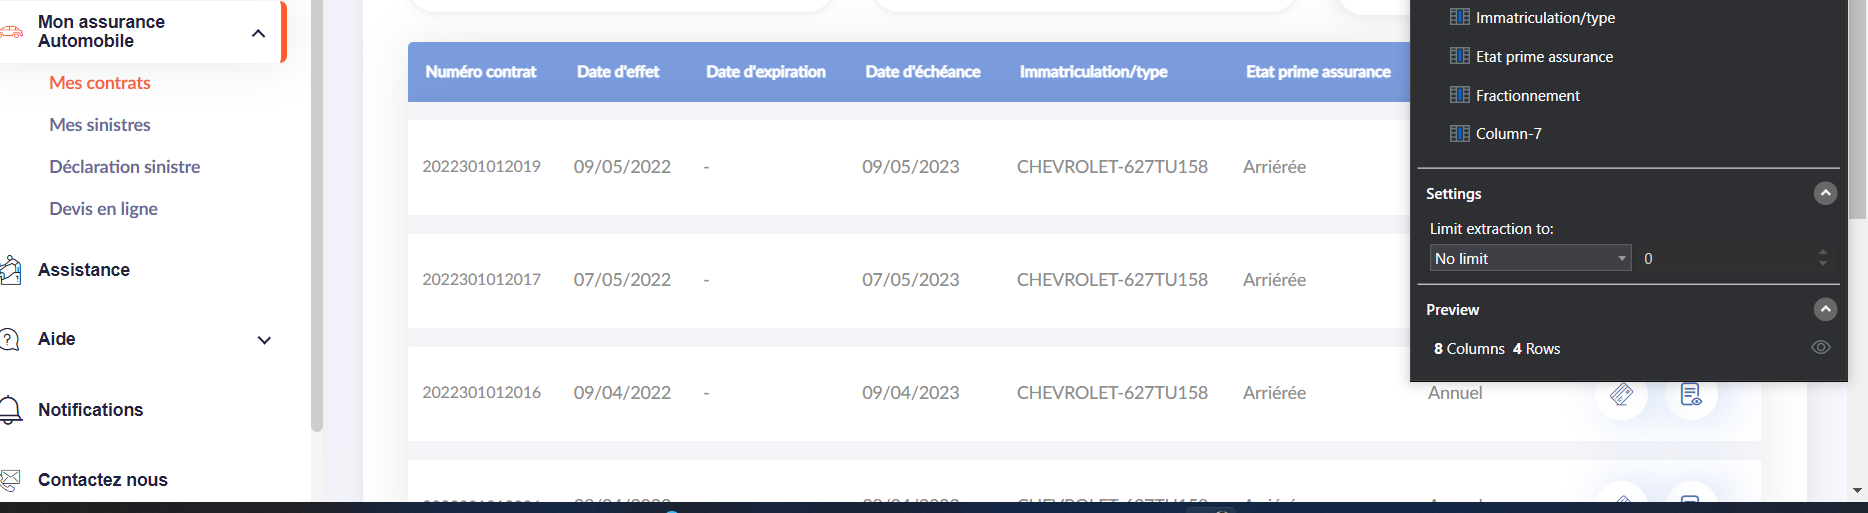 Mon assurance
Automobile
Mes contrats
Mes sinistres
Déclaration sinistre
Devis en ligne
Assistance
Aide
Notifications
Contactez nous
Numéro contrat Date d'effet Date d'expiration Date d'échéance Immatriculation/type Etat prime assurance
2022301012019 09/05/2022 - 09/05/2023 CHEVROLET-627TU158 Arriérée
2022301012017 07/05/2022 - 07/05/2023 CHEVROLET-627TU158 Arriérée
2022301012016 09/04/2022 - 09/04/2023 CHEVROLET-627TU158 Arriérée Annuel
CHEVROLET-627TU158
Immatriculation/type
Etat prime assurance
Fractionnement
Column-7
Settings
Limit extraction to:
No limit 0
Preview
8 Columns 4 Rows